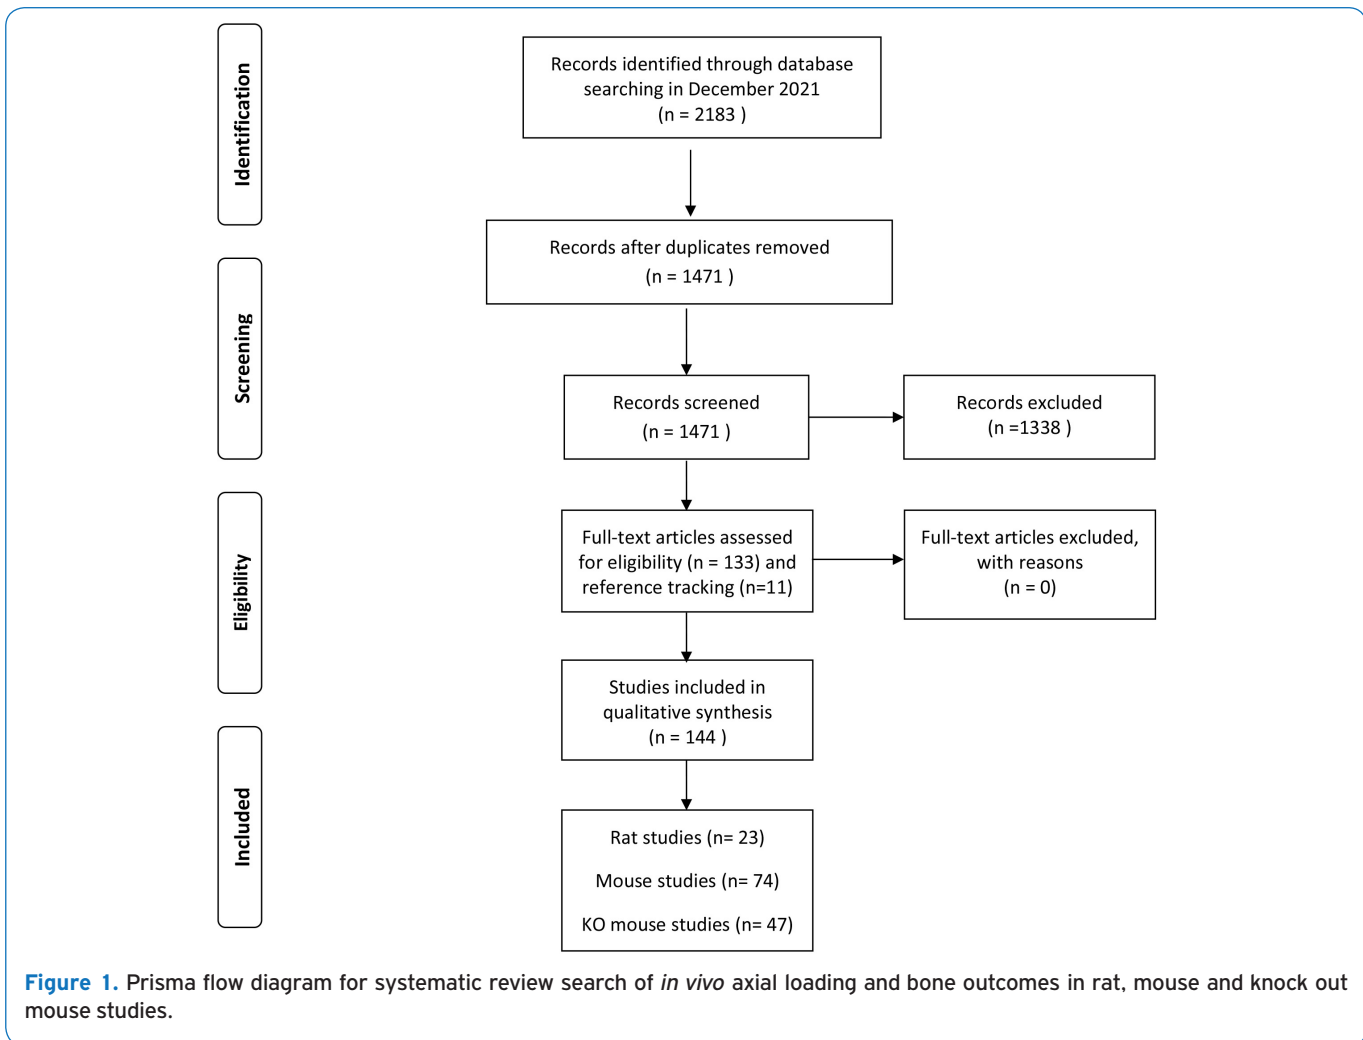 Identification
Records identified through database
searching in December 2021
(n = 2183 )
Records after duplicates removed
(n = 1471 )
Screening
Records screened
(n = 1471 )
Records excluded
(n =1338 )
Eligibility
Full-text articles assessed
for eligibility (n = 133) and
reference tracking (n=11)
Full-text articles excluded,
with reasons
(n = 0)
Studies included in
qualitative synthesis
(n = 144 )
Included
Rat studies (n= 23)
Mouse studies (n= 74)
KO mouse studies (n= 47)
Figure 1. Prisma flow diagram for systematic review search of in vivo axial loading and bone outcomes in rat, mouse and knock out
mouse studies.